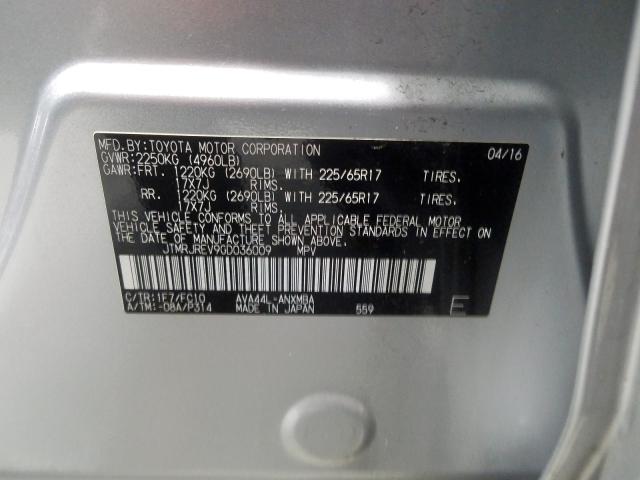 MFD.BY:TOYOTA MOTOR CORPORATION 04/16
GVWR:2250KG (4960LB)
GAWR:FRT. 1220KG (2690LB) WITH 225/65R17 TIRES.
17X7J RIMS.
RR. 1220KG (2690LB) WITH 225/65R17 TIRES.
17X7J RIMS.
THIS VEHICLE CONFORMS TO ALL APPLICABLE FEDERAL MOTOR
VEHICLE SAFETY AND THEFT PREVENTION STANDARDS IN EFFECT ON
THE DATE OF MANUFACTURE SHOWN ABOVE.
JTMRJREV9GD036009 MPV
C/TR:1F7/FC10 AVA44L-ANXMBA
A/TM:-08A/P314 MADE IN JAPAN 559 E